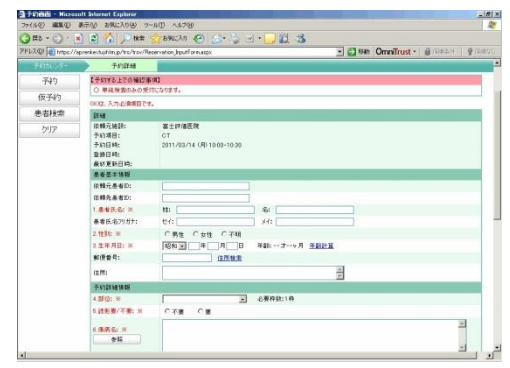 予約画面 - Microsoft Internet Explorer
ファイル(F) 編集(E) 表示(V) お気に入り(A) ツール(T) ヘルプ(H)
戻る 検索 お気に入り
アドレス(D) 移動 OmniTrust
予約カレンダー 予約詳細
予約
仮予約
患者検索
クリア
【予約する上での確認事項】
○ 単純検査のみの受付になります。
(※)は、入力必須項目です。
詳細
依頼元施設: 富士評価医院
予約項目: CT
予約日時: 2011/03/14 (月) 10:00-10:30
登録日時:
最終更新日時:
患者基本情報
依頼元患者ID:
依頼先患者ID:
1.患者氏名: ※ 姓: 名:
患者氏名フリガナ: セイ: メイ:
2.性別: ※ 男性 女性 不明
3.生年月日: ※ 昭和 年 月 日 年齢: --才--ヶ月 年齢計算
郵便番号: 住所検索
住所:
予約詳細情報
4.部位: ※ 必要枠数:1枠
5.読影要/不要: ※ 不要 要
6.傷病名: ※
参照